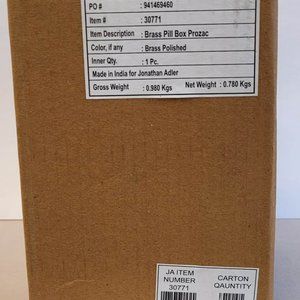 PO # : 941469460
Item # : 30771
Item Description : Brass Pill Box Prozac
Color, if any : Brass Polished
Inner Qty. : 1 Pc.
Made in India for Jonathan Adler
Gross Weight : 0.980 Kgs Net Weight : 0.780 Kgs
JA ITEM NUMBER 30771
CARTON QAUNTITY